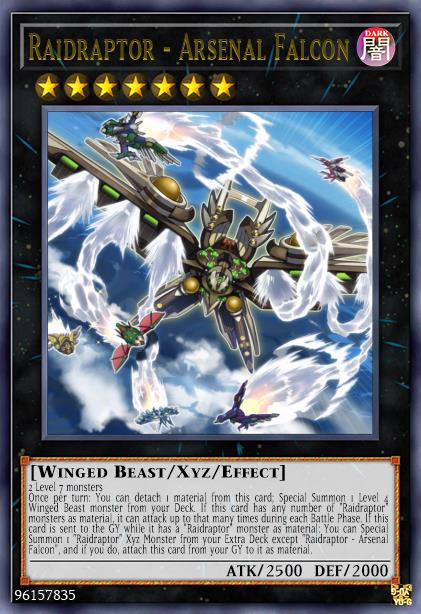 Raidraptor - Arsenal Falcon
DARK
闇
[Winged Beast/Xyz/Effect]
2 Level 7 monsters
Once per turn: You can detach 1 material from this card; Special Summon 1 Level 4
Winged Beast monster from your Deck. If this card has any number of "Raidraptor"
monsters as material, it can attack up to that many times during each Battle Phase. If this
card is sent to the GY while it has a "Raidraptor" monster as material: You can Special
Summon 1 "Raidraptor" Xyz Monster from your Extra Deck except "Raidraptor - Arsenal
Falcon", and if you do, attach this card from your GY to it as material.
ATK/2500 DEF/2000
96157835